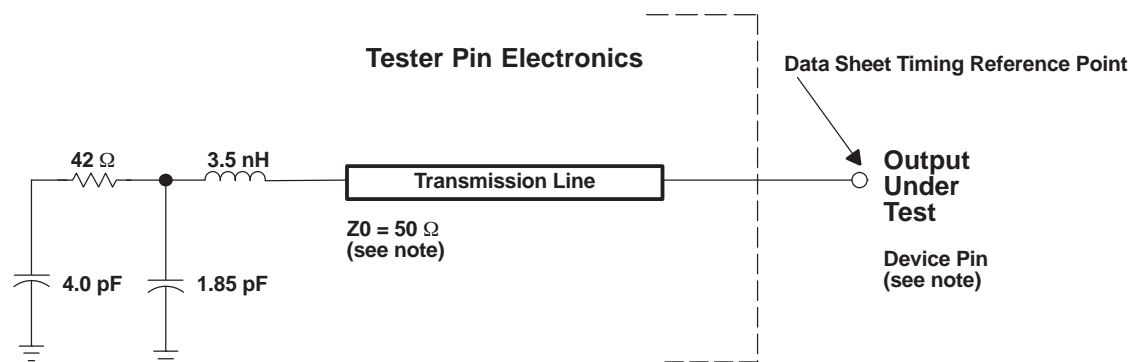 Tester Pin Electronics
Data Sheet Timing Reference Point
42 Ω
3.5 nH
Transmission Line
Output
Under
Test
Z0 = 50 Ω
(see note)
Device Pin
(see note)
4.0 pF
1.85 pF